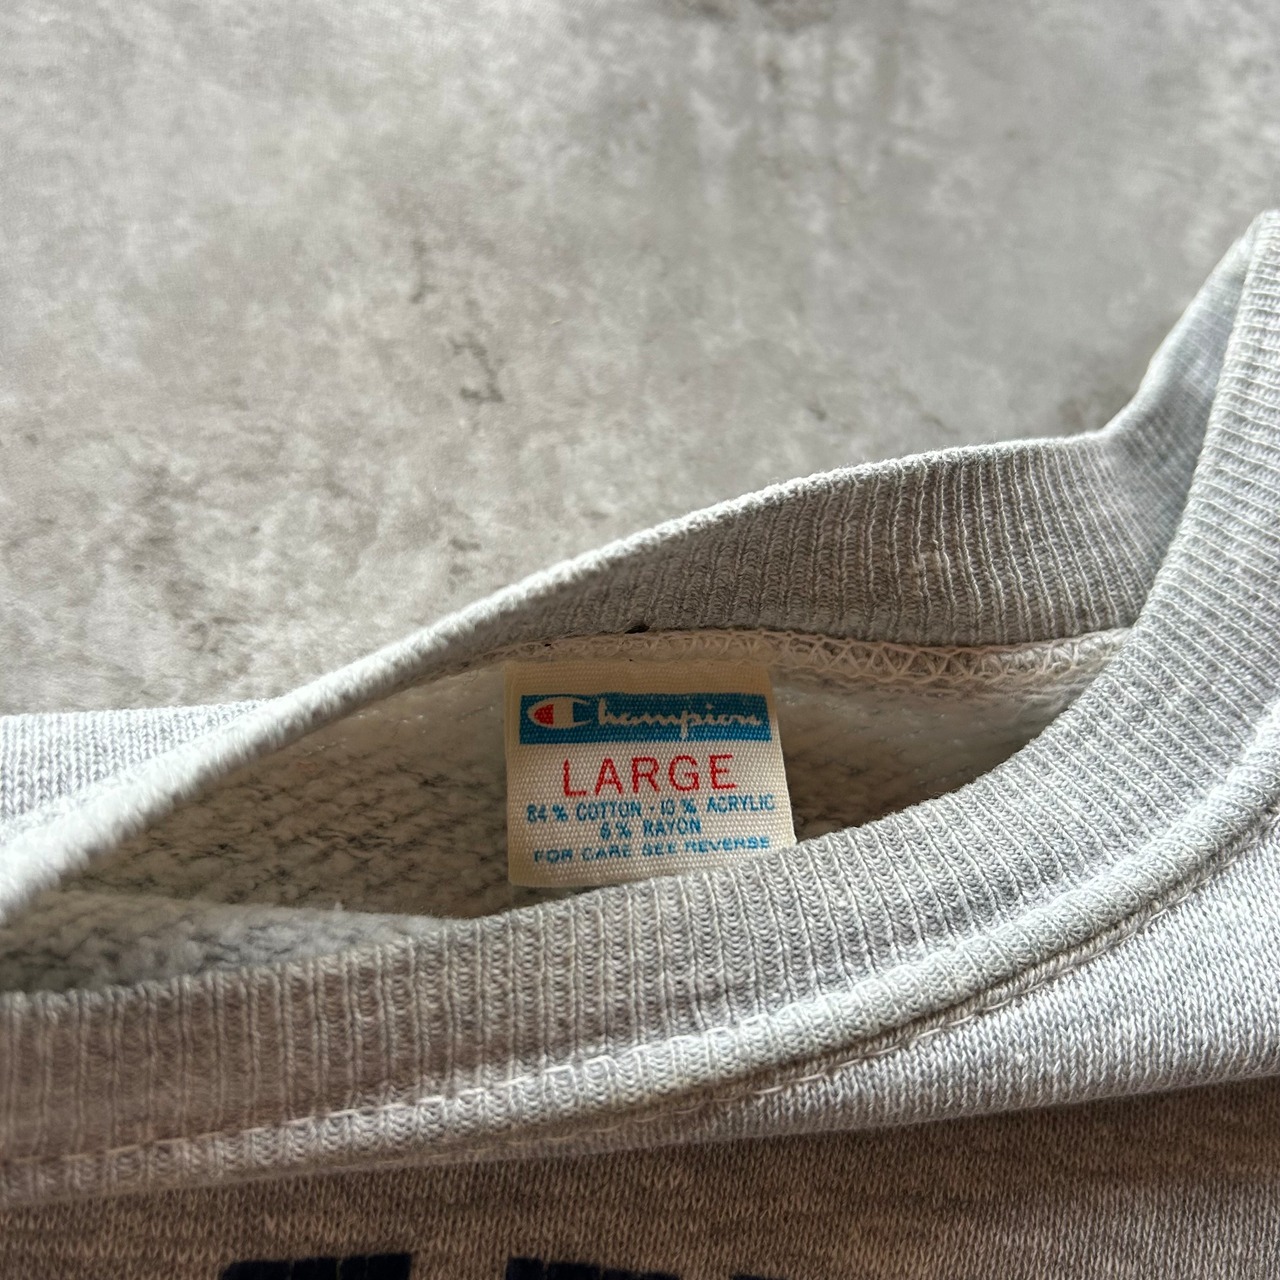 Champion
LARGE
84% COTTON-10% ACRYLIC
6% RAYON
FOR CARE SEE REVERSE